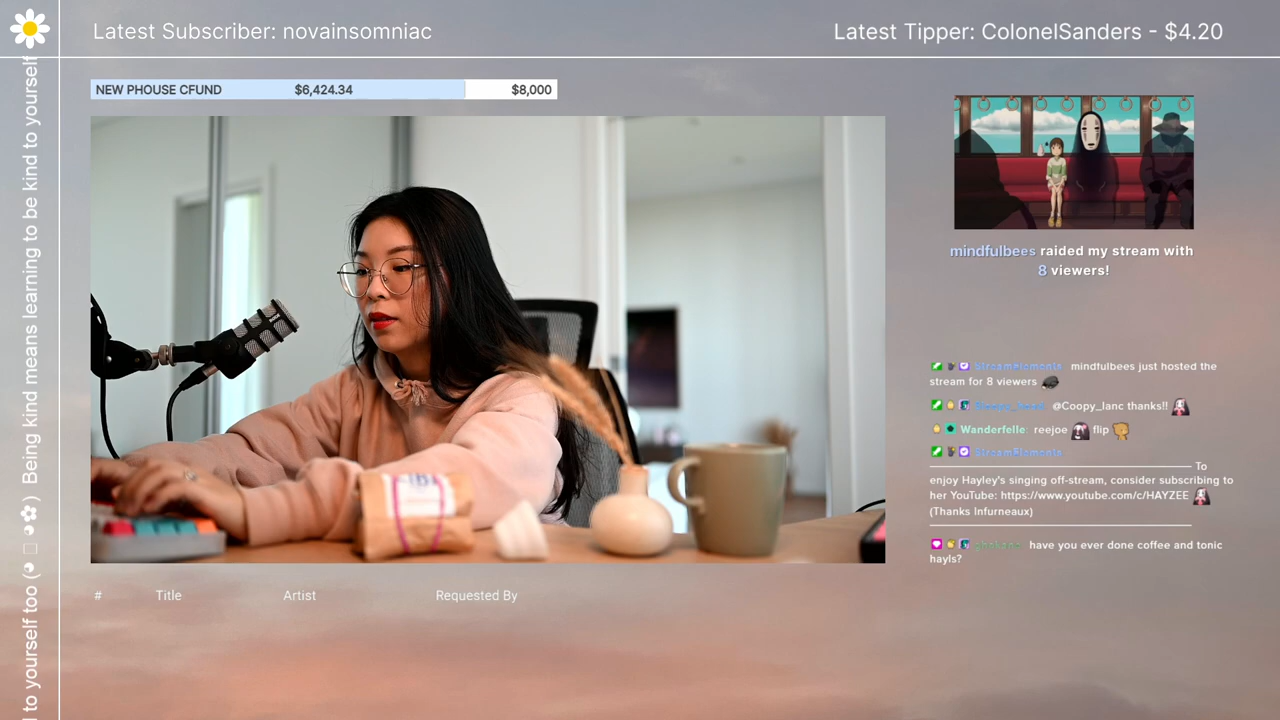 Latest Subscriber: novainsomniac
Latest Tipper: ColonelSanders - $4.20
NEW PHOUSE CFUND $6,424.34 $8,000
Being kind means learning to be kind to yourself
to yourself too
mindfulbees raided my stream with
8 viewers!
StreamElements mindfulbees just hosted the
stream for 8 viewers
@Coopy_lanc thanks!!
Wanderfelle: reejoe flip
StreamElements
To
enjoy Hayley's singing off-stream, consider subscribing to
her YouTube: https://www.youtube.com/c/HAYZEE
(Thanks Infurneaux)
have you ever done coffee and tonic
hayls?
# Title Artist Requested By